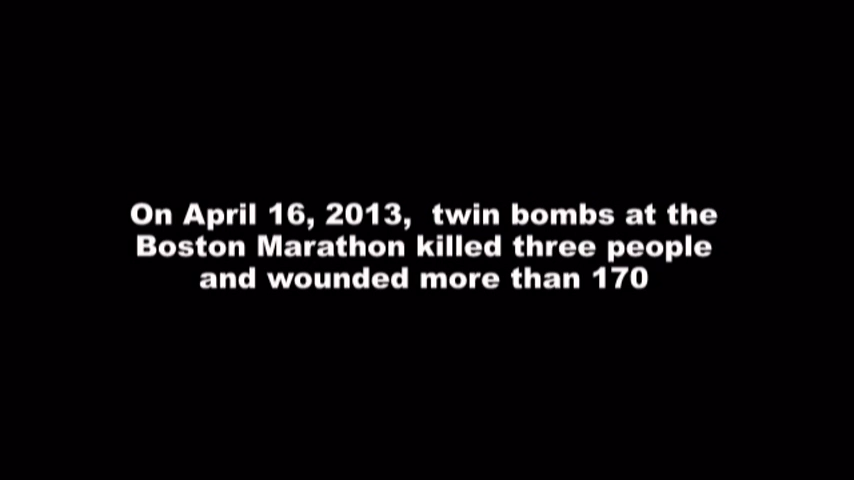 On April 16, 2013,  twin bombs at the
Boston Marathon killed three people
and wounded more than 170